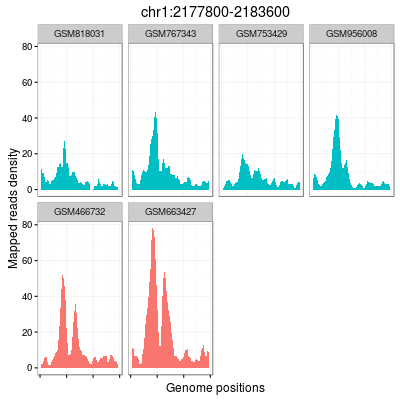 chr1:2177800-2183600
GSM818031 GSM767343 GSM753429 GSM956008
80
60
40
20
0
Mapped reads density
GSM466732 GSM663427
80
60
40
20
0
Genome positions